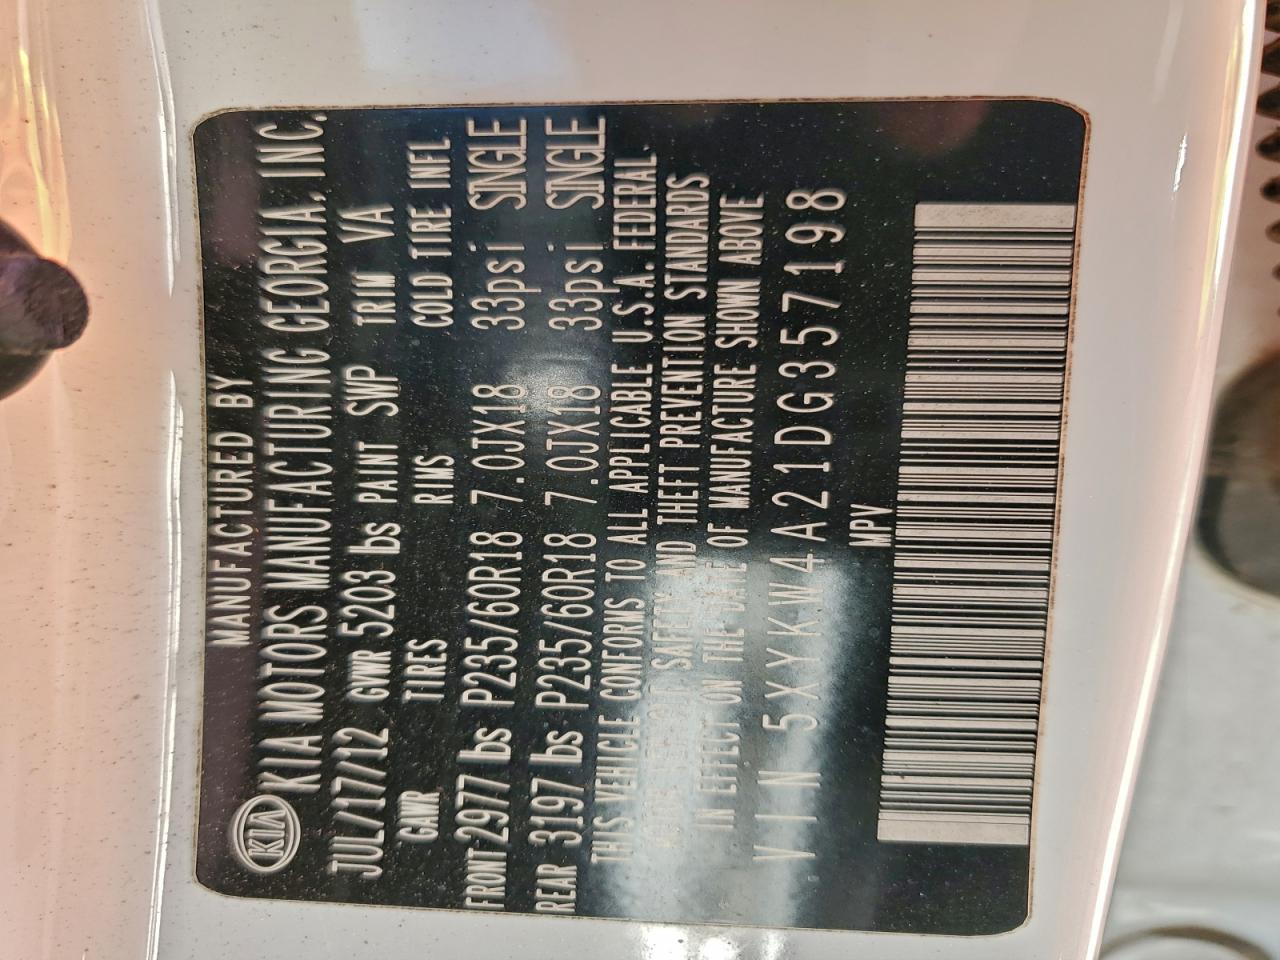 MANUFACTURED BY
KIA KIA MOTORS MANUFACTURING GEORGIA, INC.
JUL/17/12 GVWR 5203 lbs PAINT SWP TRIM VA
GAWR TIRES RIMS COLD TIRE INFL
FRONT 2977 lbs P235/60R18 7.0JX18 33psi SINGLE
REAR 3197 lbs P235/60R18 7.0JX18 33psi SINGLE
THIS VEHICLE CONFORMS TO ALL APPLICABLE U.S.A. FEDERAL
SAFETY AND THEFT PREVENTION STANDARDS
IN EFFECT ON THE DATE OF MANUFACTURE SHOWN ABOVE
VIN 5XYKW4A21DG357198
MPV